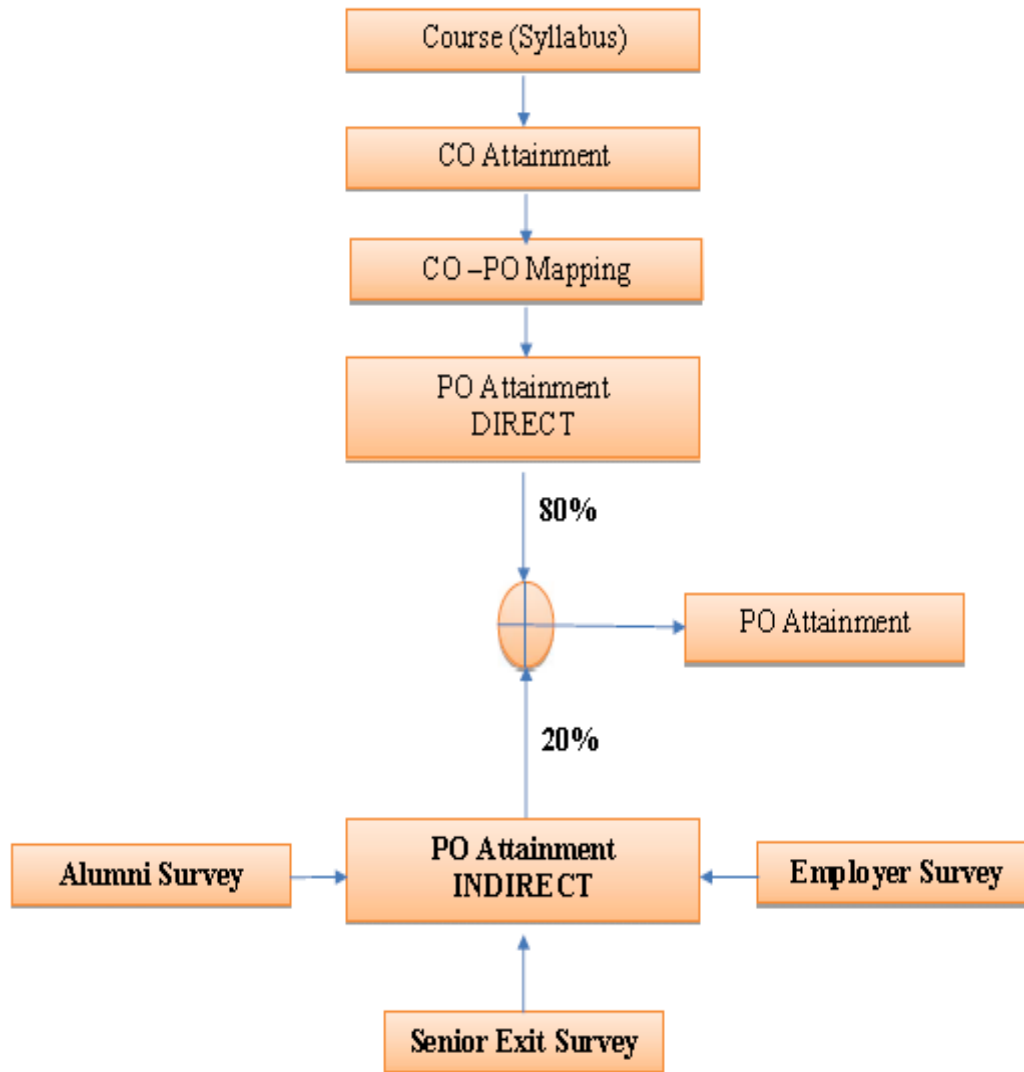 Course (Syllabus)
CO Attainment
CO –PO Mapping
PO Attainment
DIRECT
80%
PO Attainment
20%
PO Attainment
INDIRECT
Alumni Survey
Employer Survey
Senior Exit Survey